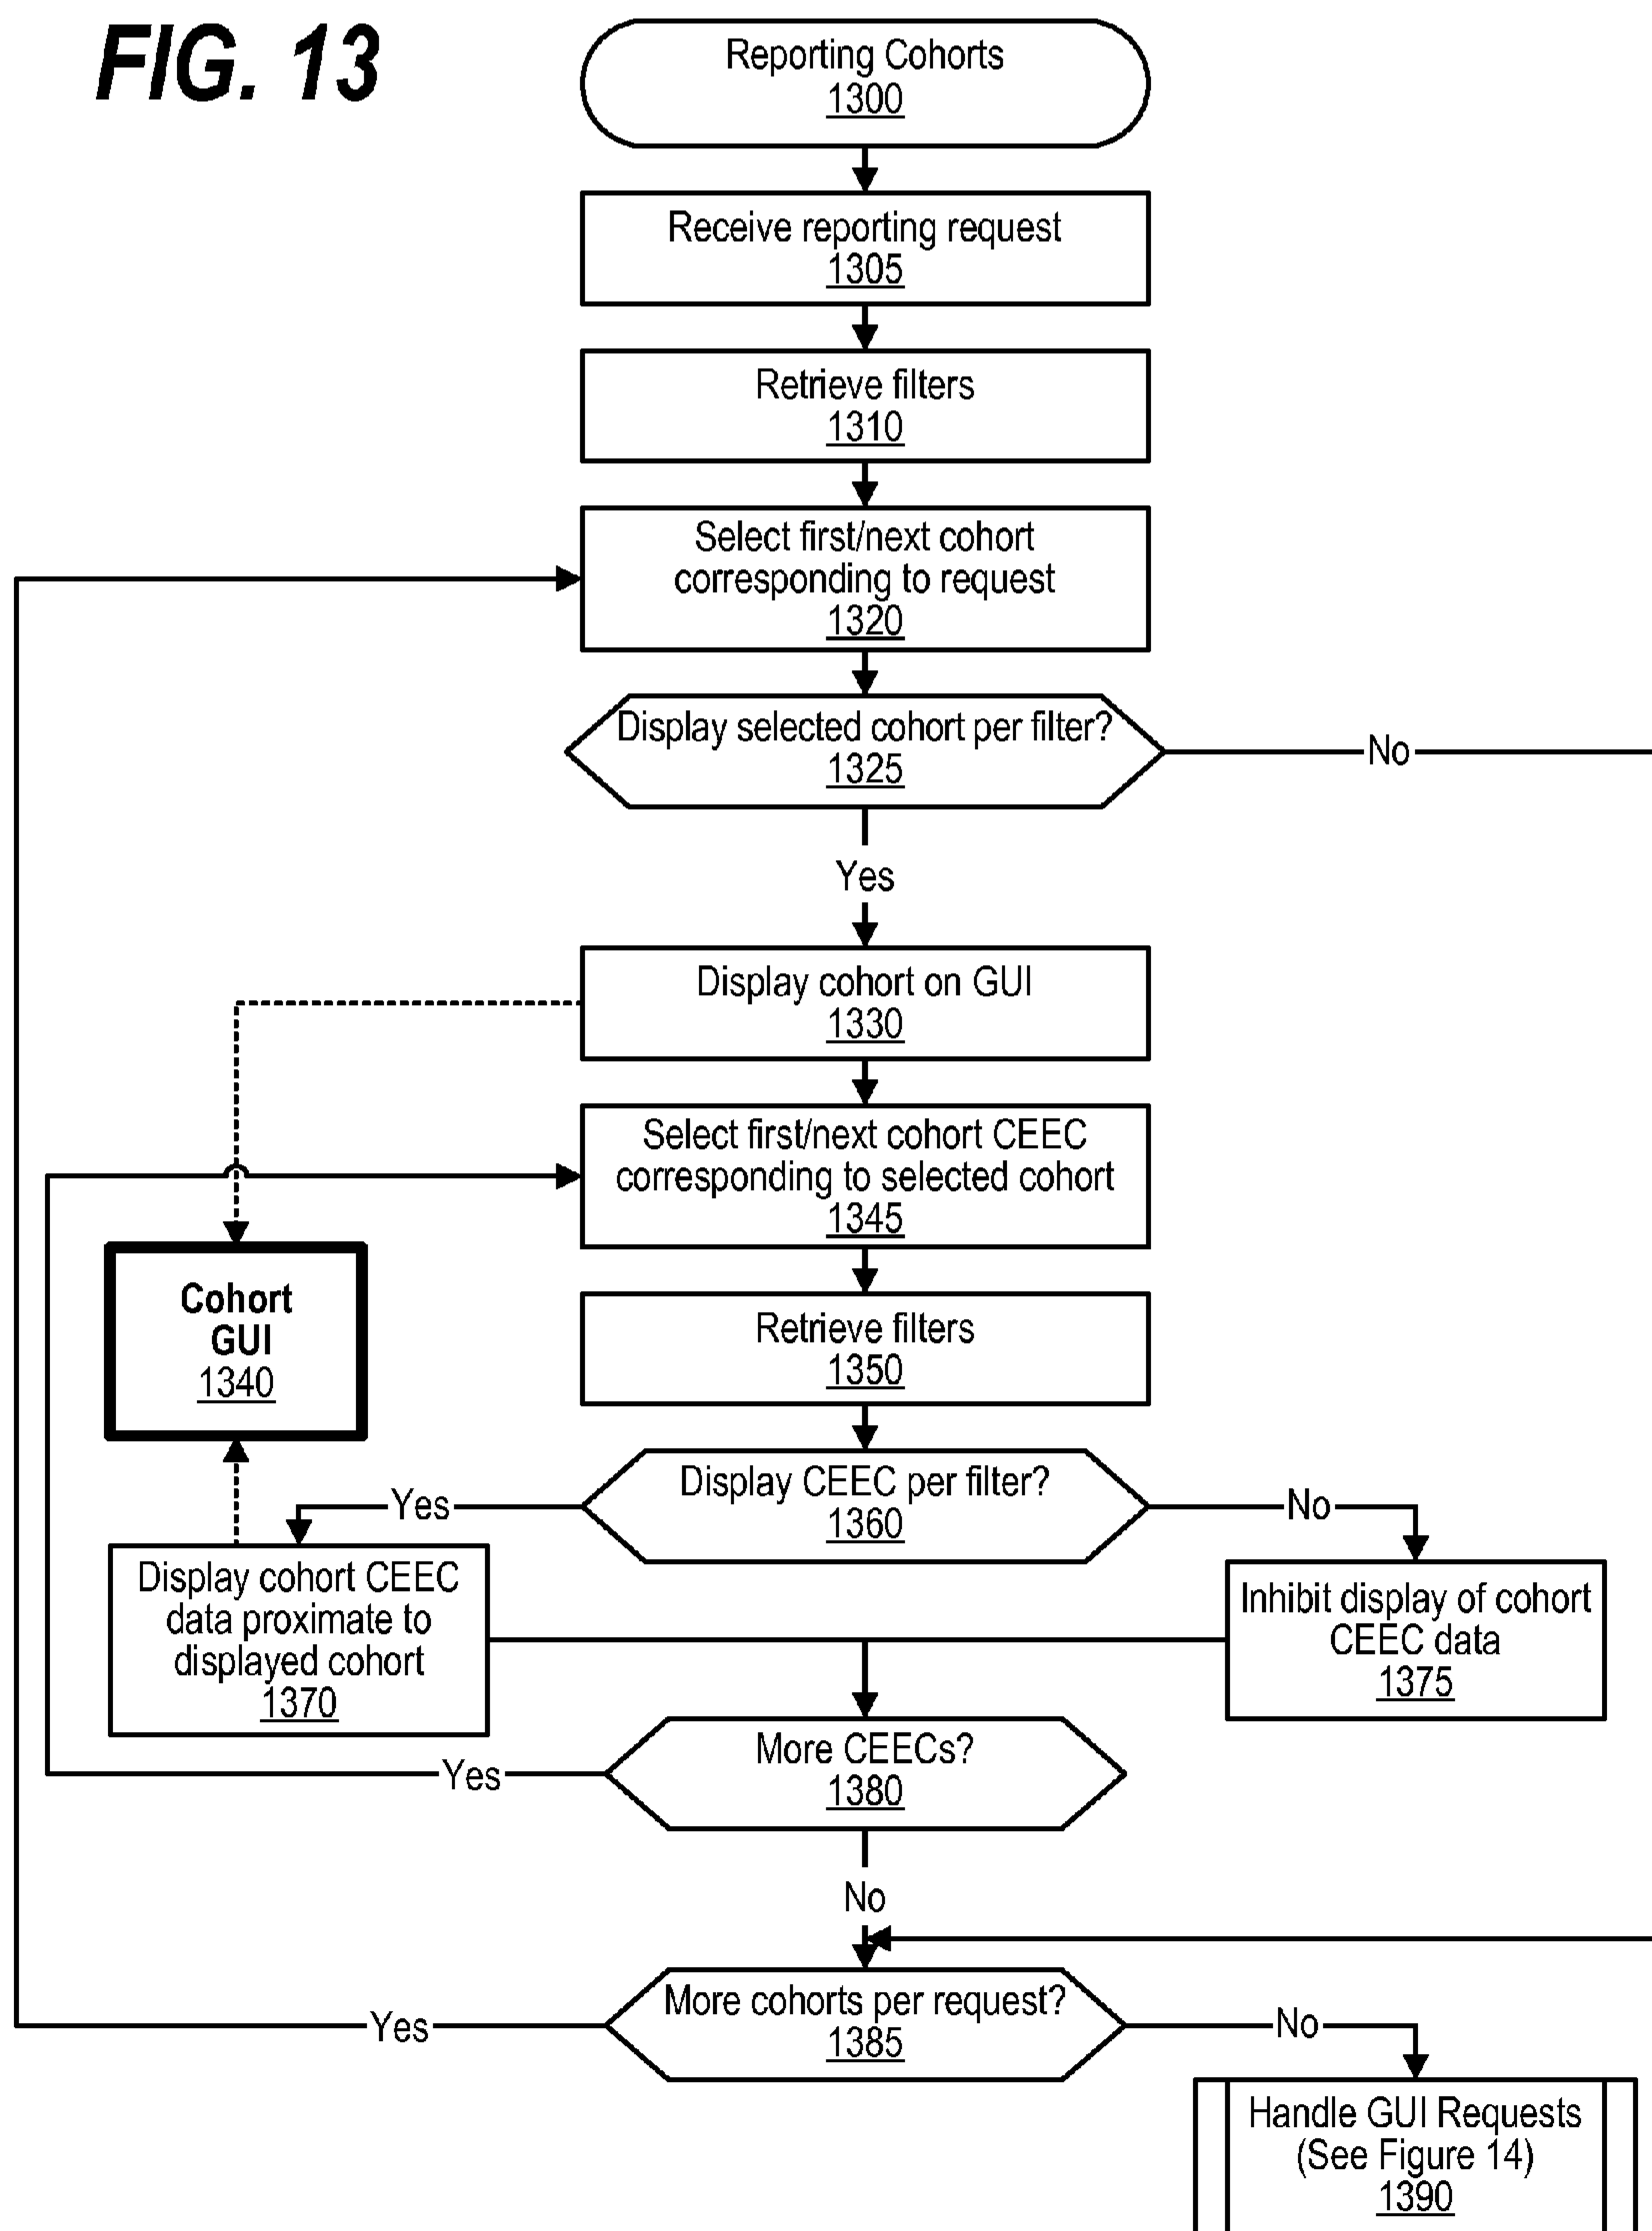 FIG. 13
Reporting Cohorts
1300
Receive reporting request
1305
Retrieve filters
1310
Select first/next cohort
corresponding to request
1320
Display selected cohort per filter?
1325
No
Yes
Display cohort on GUI
1330
Select first/next cohort CEEC
corresponding to selected cohort
1345
Cohort
GUI
1340
Retrieve filters
1350
Display CEEC per filter?
1360
Yes
No
Display cohort CEEC
data proximate to
displayed cohort
1370
Inhibit display of cohort
CEEC data
1375
More CEECs?
1380
Yes
No
More cohorts per request?
1385
Yes
No
Handle GUI Requests
(See Figure 14)
1390